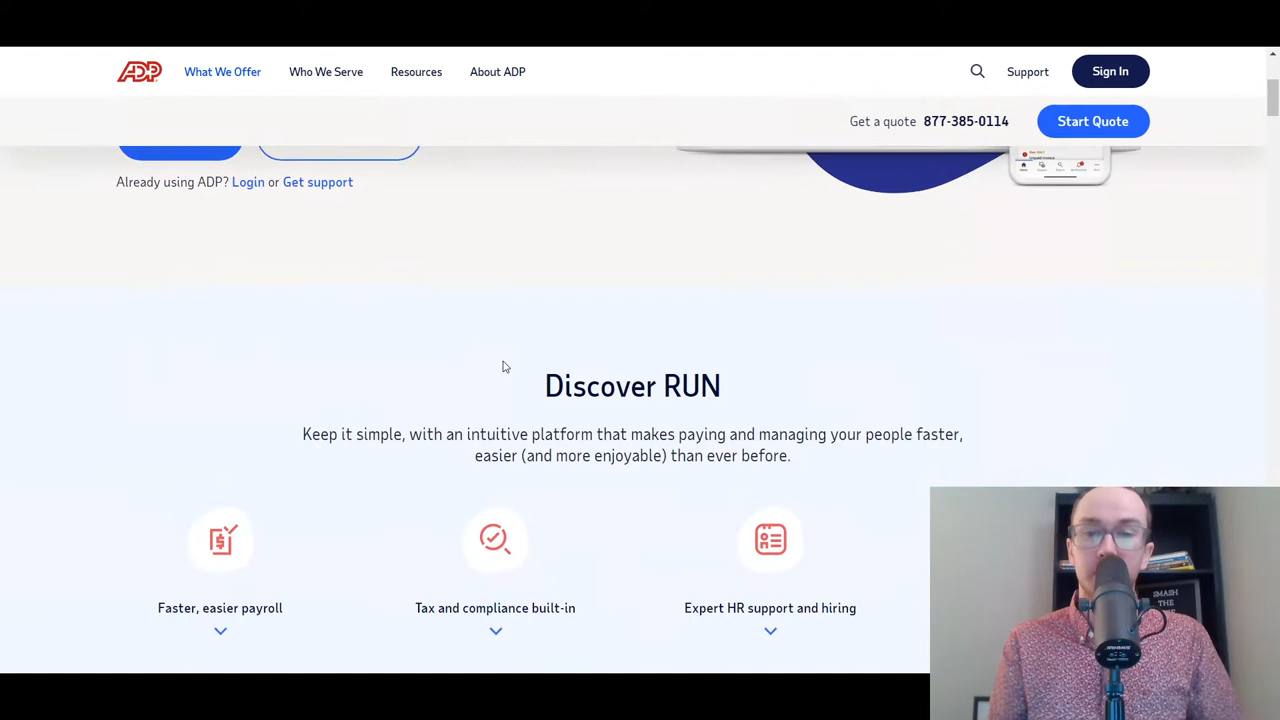 ADP
What We Offer
Who We Serve
Resources
About ADP
Support
Sign In
Get a quote 877-385-0114
Start Quote
Already using ADP? Login or Get support
Discover RUN
Keep it simple, with an intuitive platform that makes paying and managing your people faster,
easier (and more enjoyable) than ever before.
Faster, easier payroll
Tax and compliance built-in
Expert HR support and hiring
SMASH
THE